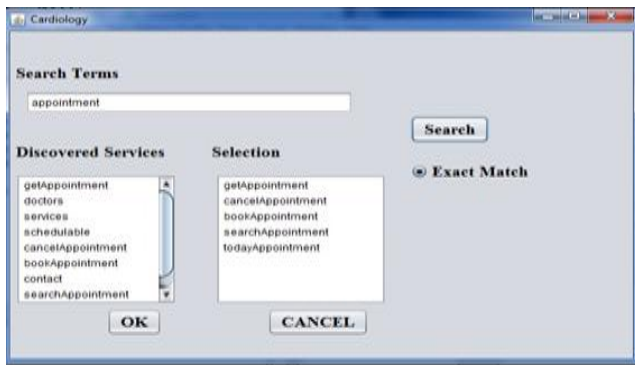 Cardiology
Search Terms
appointment
Search
Discovered Services
Selection
Exact Match
getAppointment
doctors
services
schedulable
cancelAppointment
bookAppointment
contact
searchAppointment
getAppointment
cancelAppointment
bookAppointment
searchAppointment
todayAppointment
OK
CANCEL